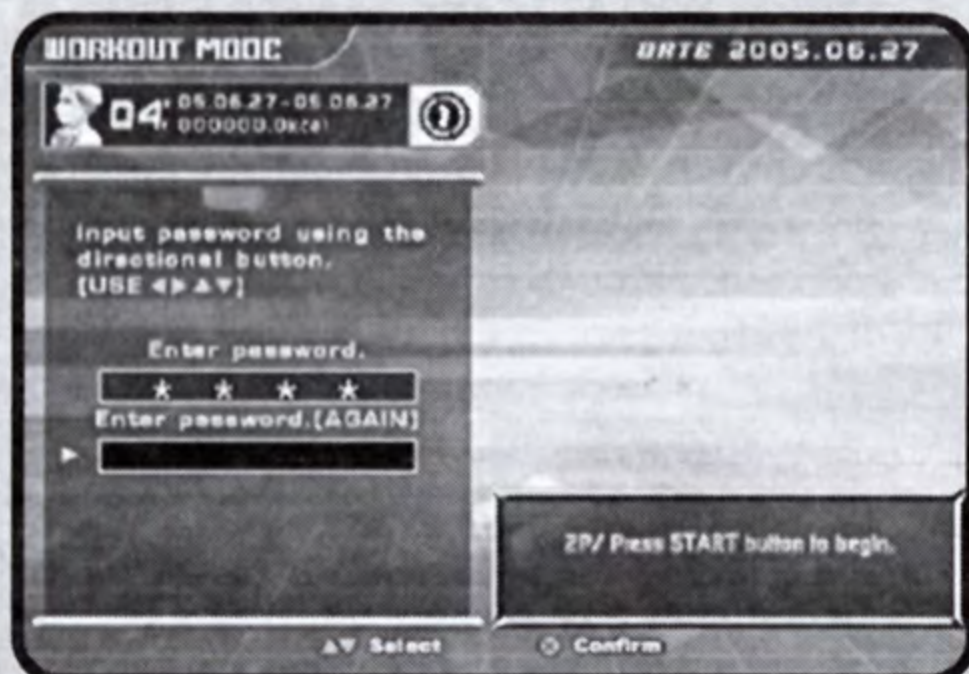 WORKOUT MODE
DATE 2005.06.27
04: 05.06.27-05.06.27
000000.0kcal
Input password using the
directional button.
[USE ◀▶▲▼]
Enter password.
★ ★ ★ ★
Enter password.[AGAIN]
▶
2P/ Press START button to begin.
▲▼ Select
Ⓧ Confirm